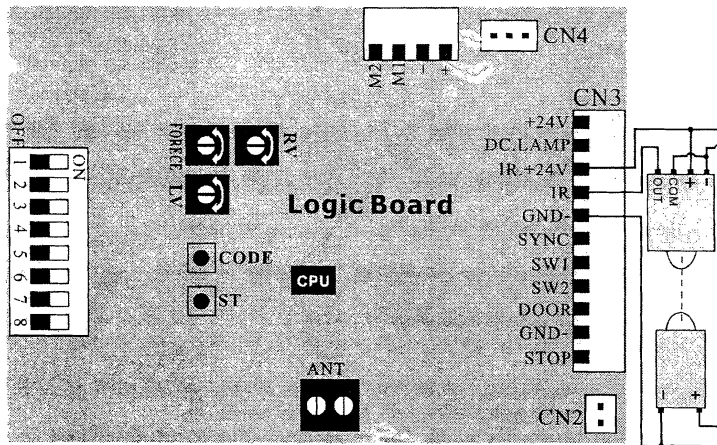 CN4
M2 M1 - +
CN3
+24V
DC.LAMP
IR.+24V
IR
GND-
SYNC
SW1
SW2
DOOR
GND-
STOP
OUT COM + -
- +
OFF
ON
1
2
3
4
5
6
7
8
FORECE
RV
LV
Logic Board
CODE
ST
CPU
ANT
CN2